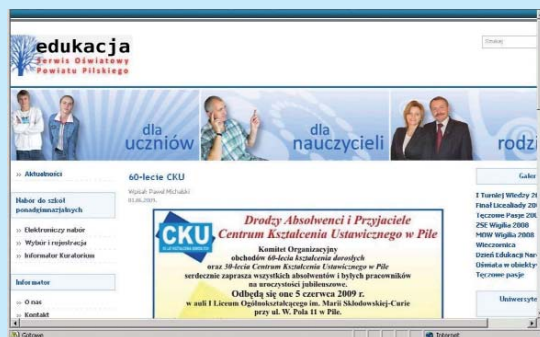 edukacja
Serwis Oświatowy
Powiatu Pilskiego
Szukaj
dla
uczniów
dla
nauczycieli
rodzi
Aktualności
Nabór do szkół
ponadgimnazjalnych
Elektroniczny nabór
Wybór i rejestracja
Informator Kuratorium
Informator
O nas
Kontakt
60-lecie CKU
Wpisał: Paweł Michalski
01.06.2009.
CKU
Drodzy Absolwenci i Przyjaciele
Centrum Kształcenia Ustawicznego w Pile
Komitet Organizacyjny
obchodów 60-lecia kształcenia dorosłych
oraz 30-lecia Centrum Kształcenia Ustawicznego w Pile
serdecznie zaprasza wszystkich absolwentów i byłych pracowników
na uroczystości jubileuszowe.
Odbędą się one 5 czerwca 2009 r.
w auli I Liceum Ogólnokształcącego im. Marii Skłodowskiej-Curie
przy ul. W. Pola 11 w Pile.
Galer
I Turniej Wiedzy 20
Finał Licealiady 20
Tęczowe Pasje 200
ZSE Wigilia 2008
MOW Wigilia 2008
Wieczornica
Dzień Edukacji Naro
Oświata w obiektyw
Tęczowe pasje
Uniwersyte
Gotowe
Internet